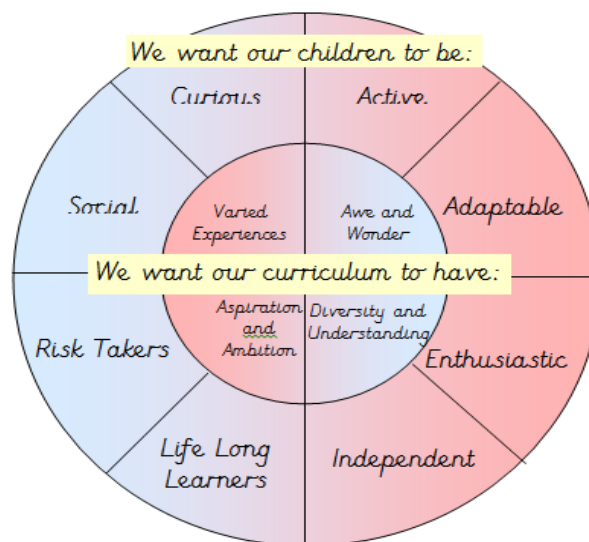 We want our children to be:
Curious
Active
Social
Adaptable
Varied
Experiences
Awe and
Wonder
We want our curriculum to have:
Aspiration
and
Ambition
Diversity and
Understanding
Risk Takers
Enthusiastic
Life Long
Learners
Independent